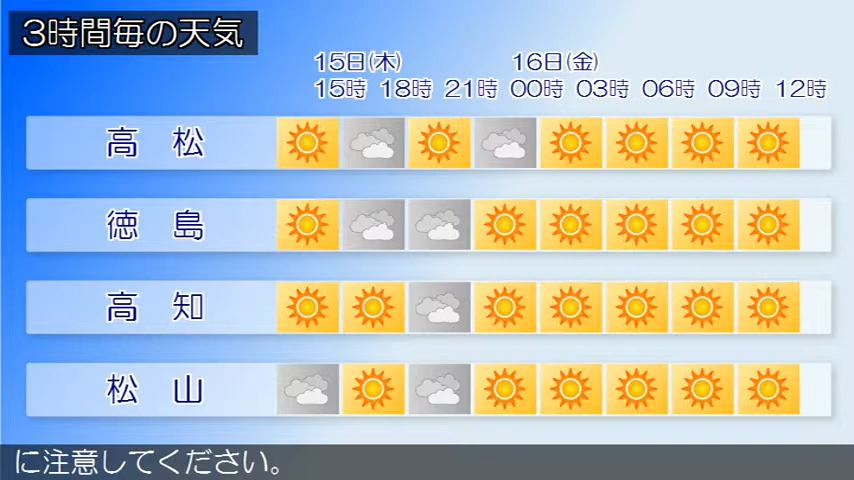 3時間毎の天気
15日(木) 16日(金)
15時 18時 21時 00時 03時 06時 09時 12時
高松
徳島
高知
松山
に注意してください。